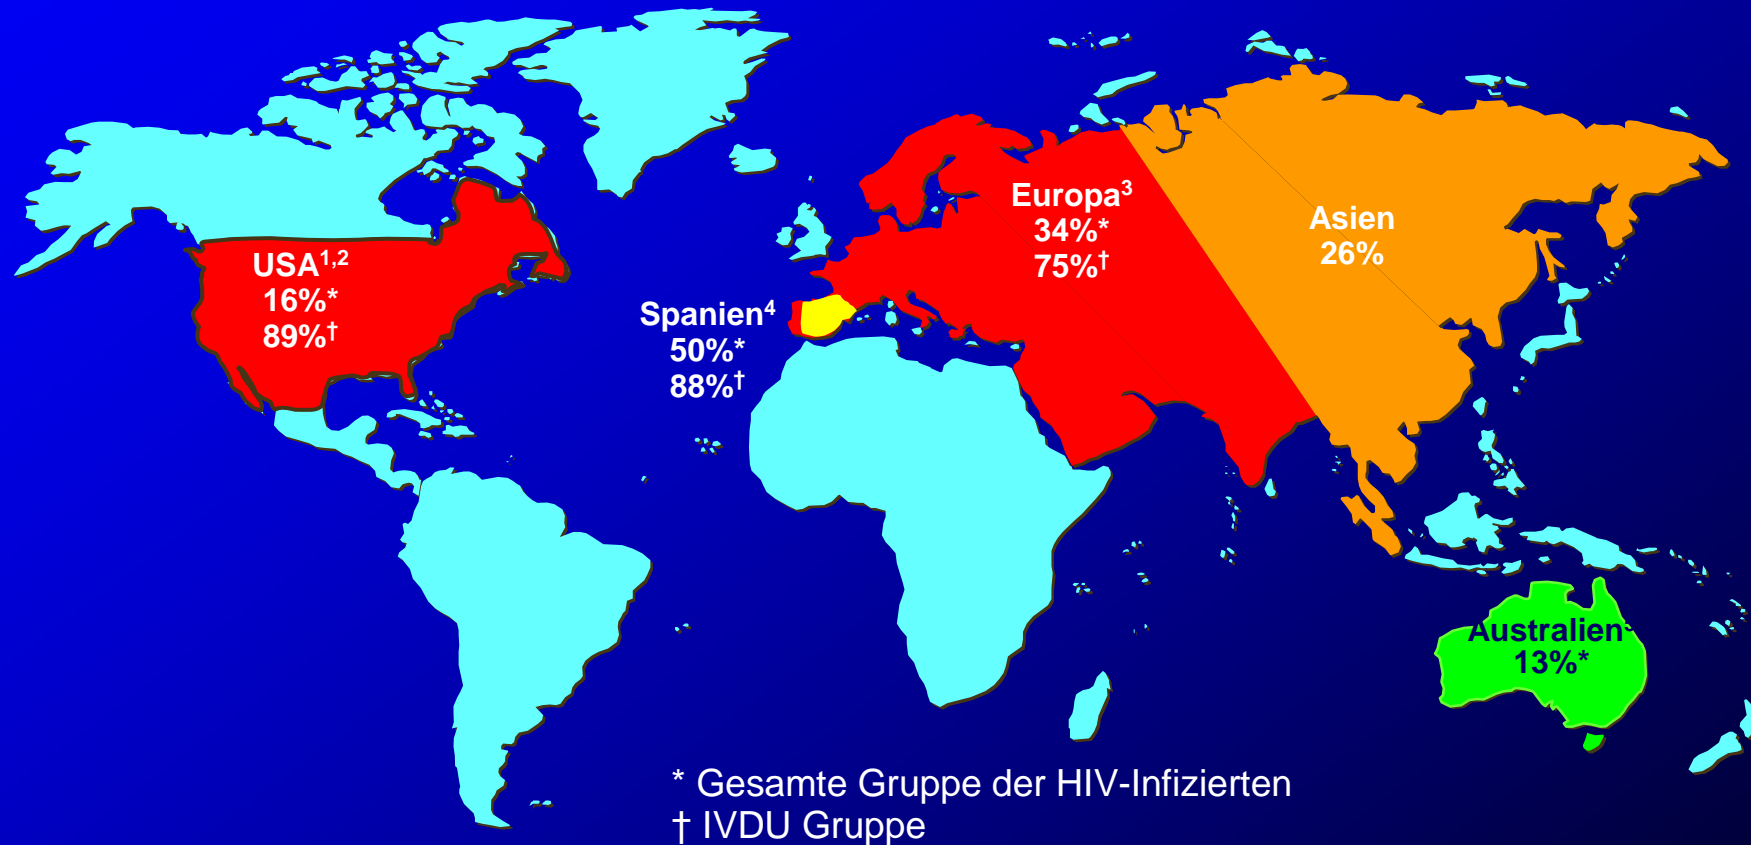 Europa³
34%*
75%†
Asien
26%
USA¹,²
16%*
89%†
Spanien⁴
50%*
88%†
Australien⁵
13%*
* Gesamte Gruppe der HIV-Infizierten
† IVDU Gruppe